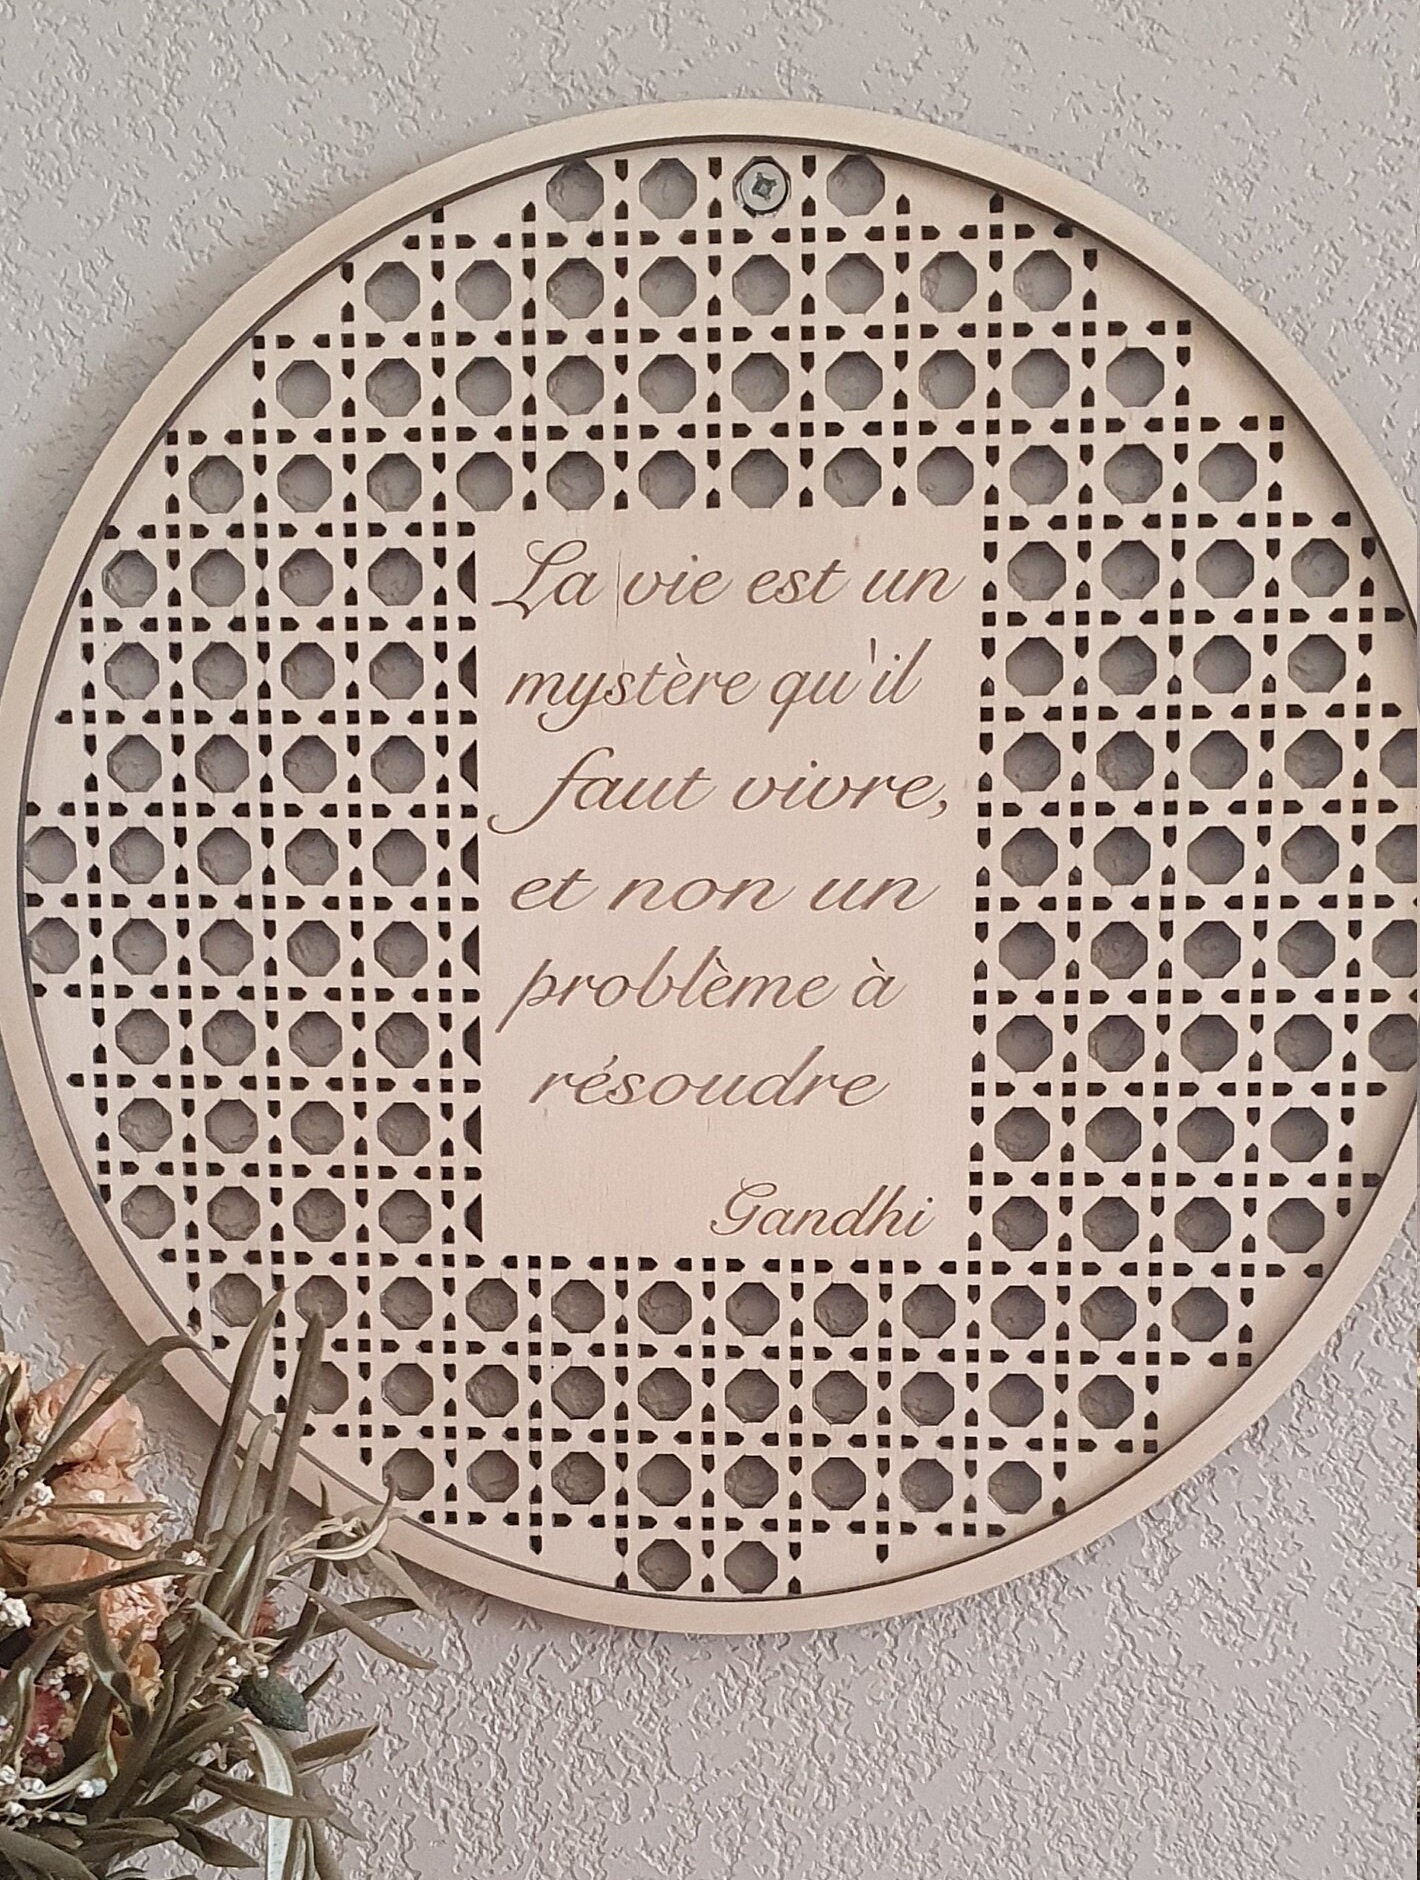 La vie est un
mystère qu'il
faut vivre,
et non un
problème à
résoudre
Gandhi